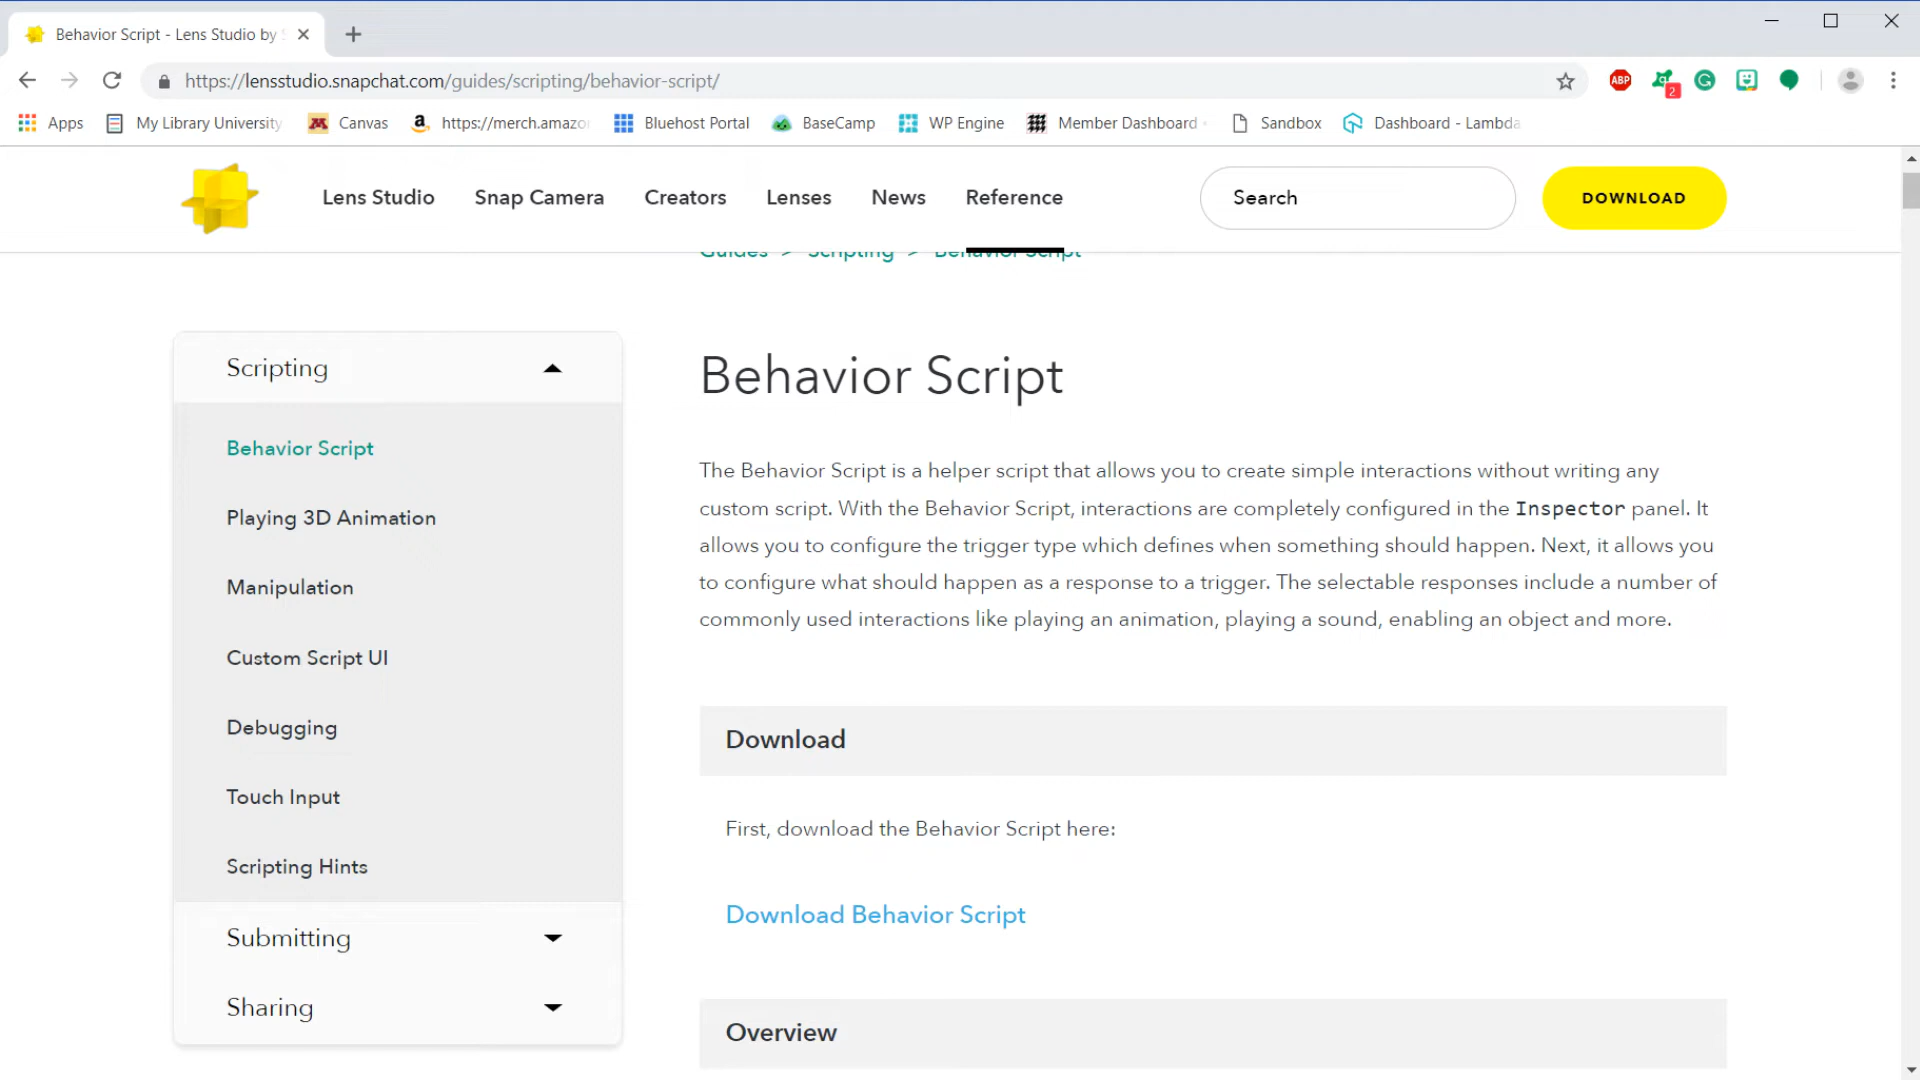 Behavior Script - Lens Studio by
https://lensstudio.snapchat.com/guides/scripting/behavior-script/
ABP
2
Apps
My Library University
Canvas
https://merch.amazo
Bluehost Portal
BaseCamp
WP Engine
Member Dashboard
Sandbox
Dashboard - Lambda
Lens Studio
Snap Camera
Creators
Lenses
News
Reference
Search
DOWNLOAD
Guides > Scripting > Behavior Script
Scripting
Behavior Script
Playing 3D Animation
Manipulation
Custom Script UI
Debugging
Touch Input
Scripting Hints
Submitting
Sharing
Behavior Script
The Behavior Script is a helper script that allows you to create simple interactions without writing any
custom script. With the Behavior Script, interactions are completely configured in the Inspector panel. It
allows you to configure the trigger type which defines when something should happen. Next, it allows you
to configure what should happen as a response to a trigger. The selectable responses include a number of
commonly used interactions like playing an animation, playing a sound, enabling an object and more.
Download
First, download the Behavior Script here:
Download Behavior Script
Overview